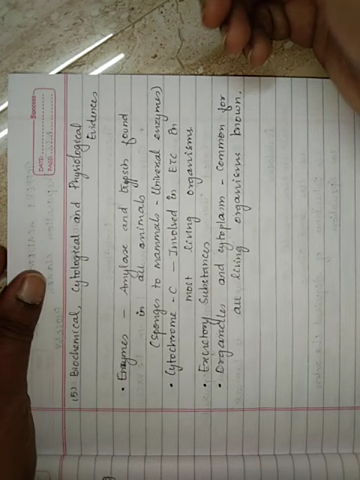 DATE:
PAGE:
(5) Biochemical, Cytological and Physiological
Evidences
• Enzymes – Amylase and trypsin found
in all animals
(sponges to mammals - Universal enzymes)
• Cytochrome - C – Involved in ETC in
most living organisms
• Excretory Substances
• Organelles and cytoplasm - Common for
all living organisms known.